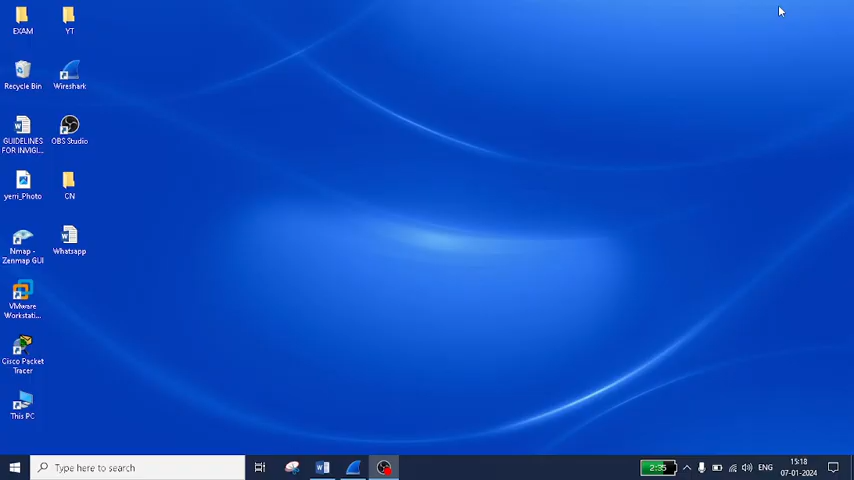 EXAM
YT
Recycle Bin
Wireshark
GUIDELINES
FOR INVIGI...
OBS Studio
yerri_Photo
CN
Nmap -
Zenmap GUI
Whatsapp
VMware
Workstati...
Cisco Packet
Tracer
This PC
Type here to search
2:35
ENG
15:18
07-01-2024